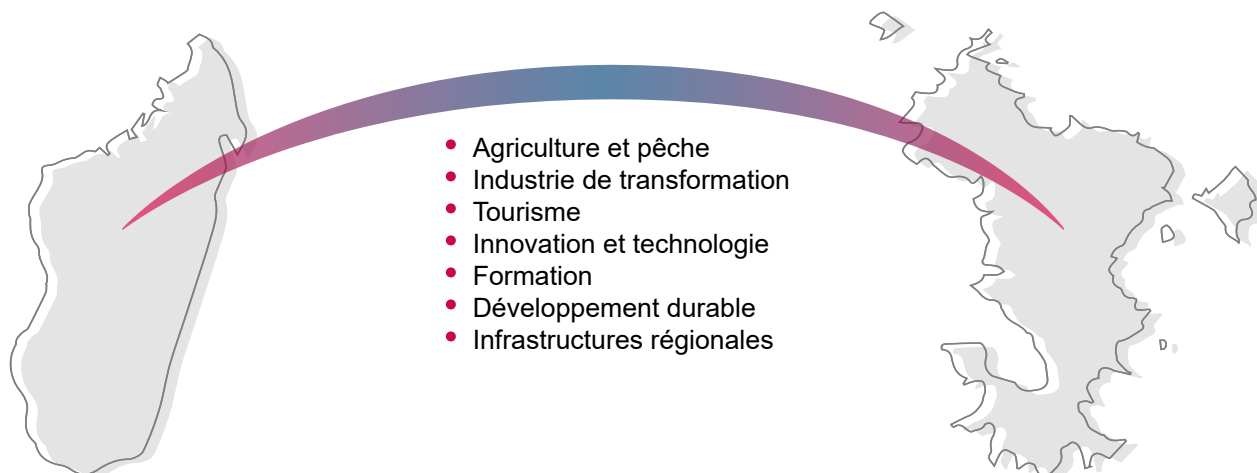 Agriculture et pêche
Industrie de transformation
Tourisme
Innovation et technologie
Formation
Développement durable
Infrastructures régionales